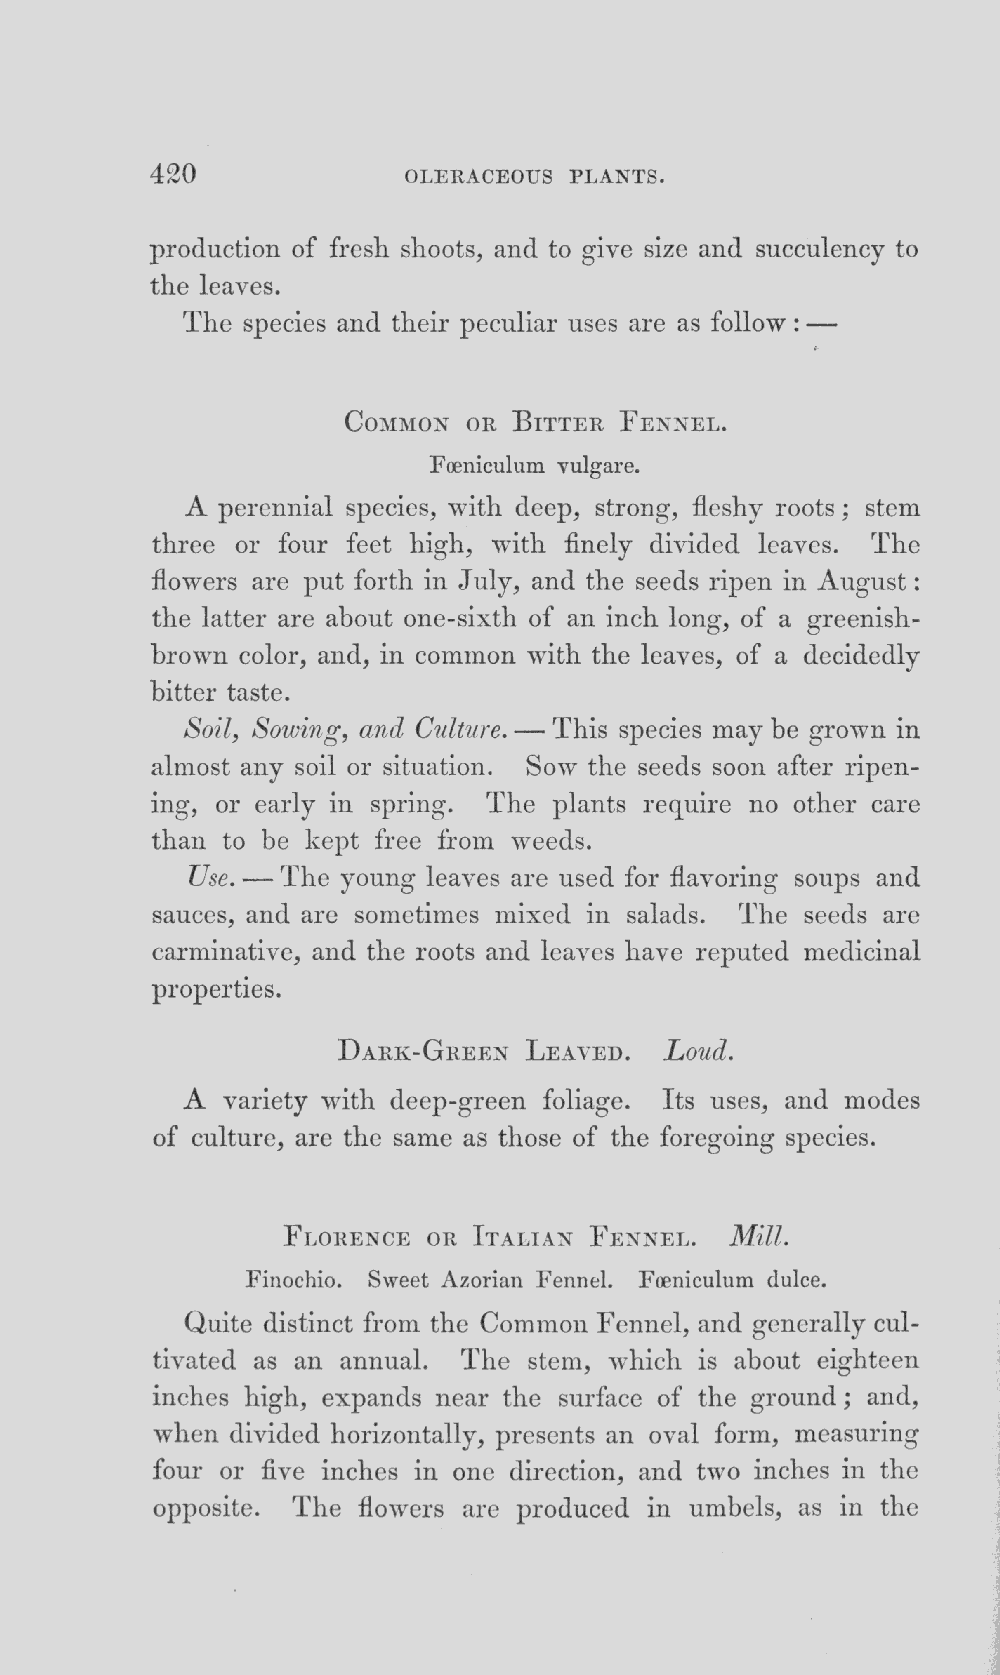 420 OLERACEOUS PLANTS.
production of fresh shoots, and to give size and succulency to
the leaves.
The species and their peculiar uses are as follow: —
COMMON OR BITTER FENNEL.
Fœniculum vulgare.
A perennial species, with deep, strong, fleshy roots; stem
three or four feet high, with finely divided leaves. The
flowers are put forth in July, and the seeds ripen in August:
the latter are about one-sixth of an inch long, of a greenish-
brown color, and, in common with the leaves, of a decidedly
bitter taste.
Soil, Sowing, and Culture. — This species may be grown in
almost any soil or situation. Sow the seeds soon after ripen-
ing, or early in spring. The plants require no other care
than to be kept free from weeds.
Use. — The young leaves are used for flavoring soups and
sauces, and are sometimes mixed in salads. The seeds are
carminative, and the roots and leaves have reputed medicinal
properties.
DARK-GREEN LEAVED. Loud.
A variety with deep-green foliage. Its uses, and modes
of culture, are the same as those of the foregoing species.
FLORENCE OR ITALIAN FENNEL. Mill.
Finochio. Sweet Azorian Fennel. Fœniculum dulce.
Quite distinct from the Common Fennel, and generally cul-
tivated as an annual. The stem, which is about eighteen
inches high, expands near the surface of the ground; and,
when divided horizontally, presents an oval form, measuring
four or five inches in one direction, and two inches in the
opposite. The flowers are produced in umbels, as in the